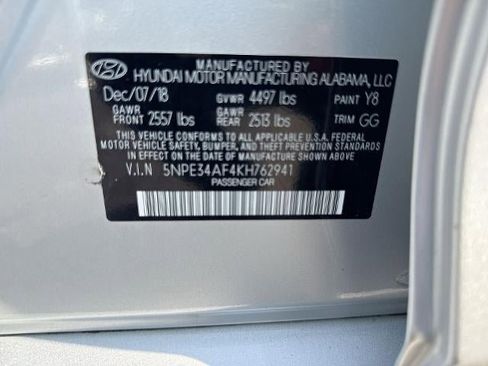 MANUFACTURED BY
HYUNDAI MOTOR MANUFACTURING ALABAMA, LLC
Dec/07/18 GVWR 4497 lbs PAINT Y8
GAWR FRONT 2557 lbs GAWR REAR 2513 lbs TRIM GG
THIS VEHICLE CONFORMS TO ALL APPLICABLE U.S.A. FEDERAL
MOTOR VEHICLE SAFETY, BUMPER, AND THEFT PREVENTION STANDARDS
IN EFFECT ON THE DATE OF MANUFACTURE SHOWN ABOVE.
V.I.N 5NPE34AF4KH762941
PASSENGER CAR